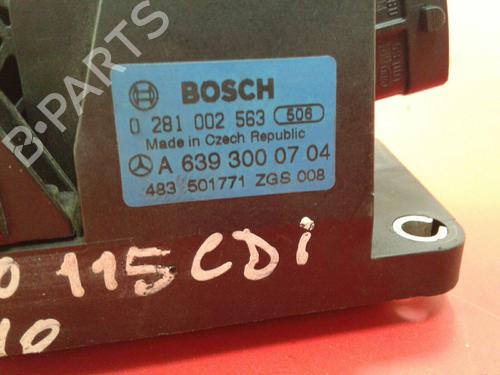 B-PARTS
BOSCH
0 281 002 563 506
Made in Czech Republic
A 639 300 07 04
483 501771 ZGS 008
115 CDi